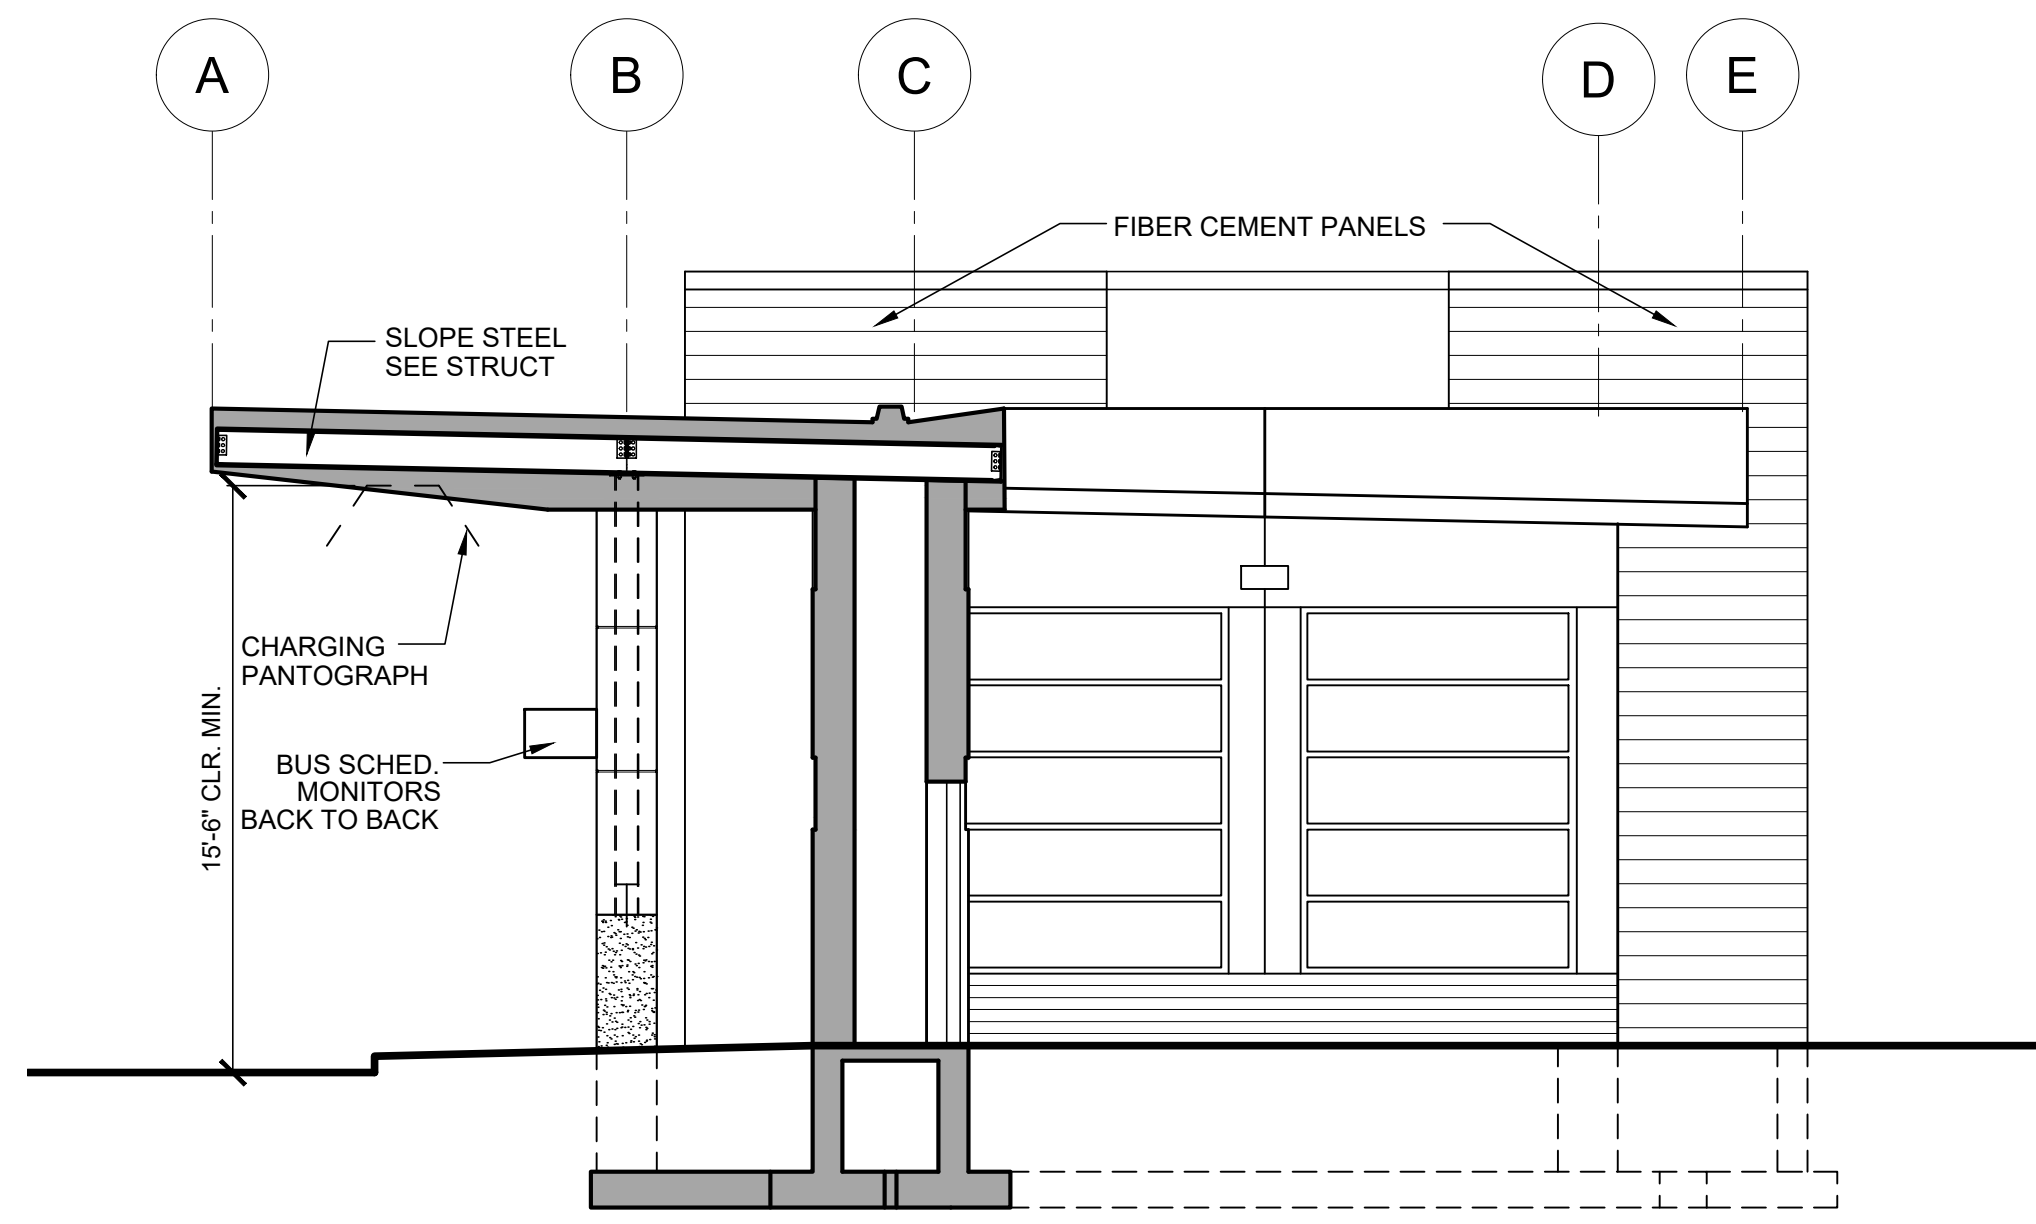 A
B
C
D
E
FIBER CEMENT PANELS
SLOPE STEEL
SEE STRUCT
CHARGING
PANTOGRAPH
15'-6" CLR. MIN.
BUS SCHED.
MONITORS
BACK TO BACK